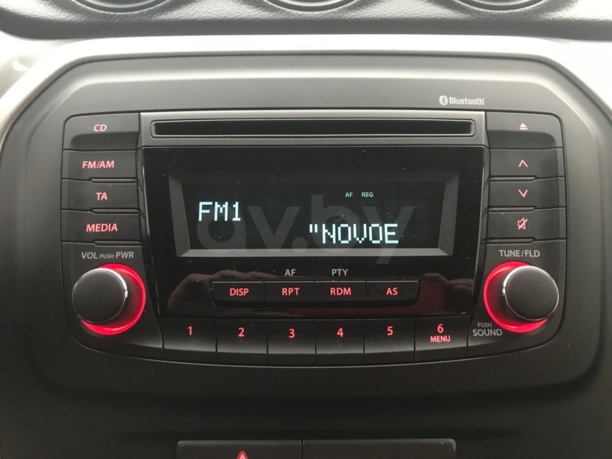 Bluetooth
CD
FM/AM
TA
MEDIA
VOL PUSH PWR
AF REG
FM1
"NOVOE
av.by
AF PTY
DISP RPT RDM AS
1 2 3 4 5 6
MENU
TUNE/FLD
PUSH
SOUND